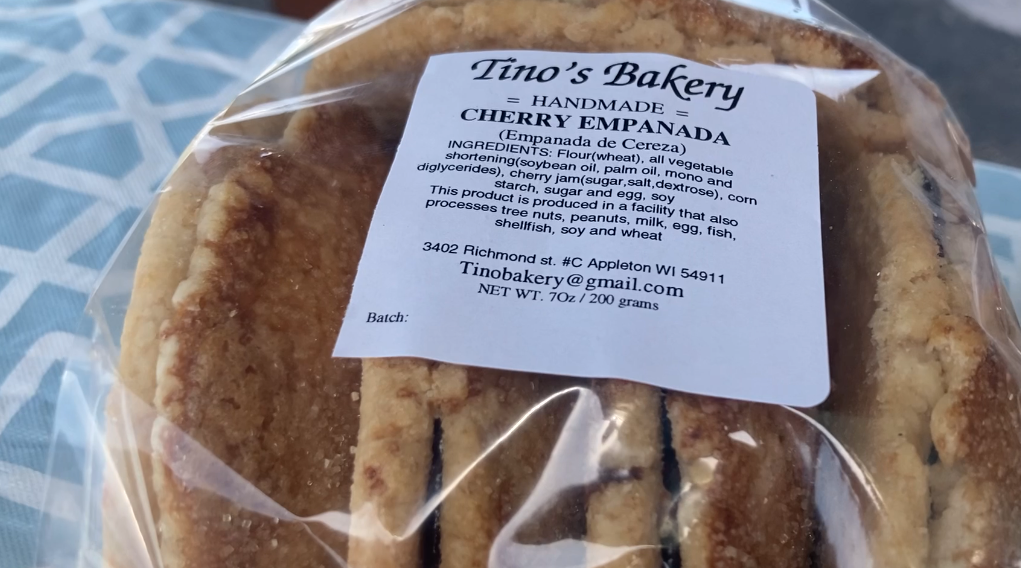 Tino's Bakery
= HANDMADE =
CHERRY EMPANADA
(Empanada de Cereza)
INGREDIENTS: Flour(wheat), all vegetable
shortening(soybean oil, palm oil, mono and
diglycerides), cherry jam(sugar,salt,dextrose), corn
starch, sugar and egg, soy
This product is produced in a facility that also
processes tree nuts, peanuts, milk, egg, fish,
shellfish, soy and wheat
3402 Richmond st. #C Appleton WI 54911
Tinobakery@gmail.com
NET WT. 7Oz / 200 grams
Batch: